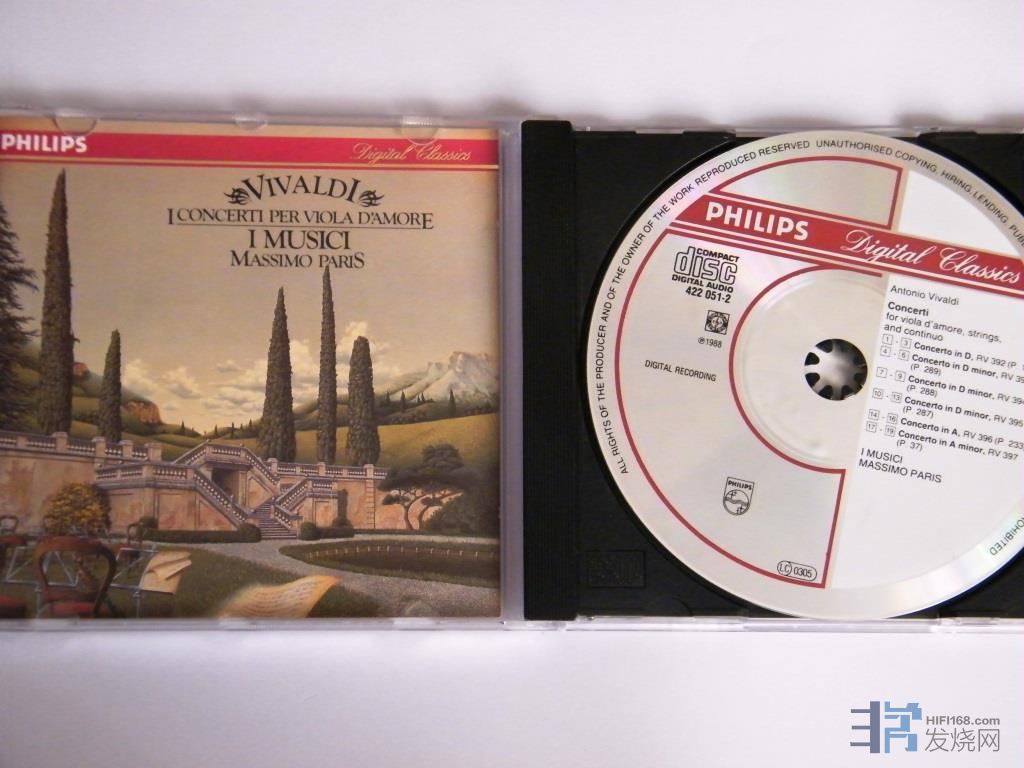 PHILIPS
Digital Classics
VIVALDI
I CONCERTI PER VIOLA D'AMORE
I MUSICI
MASSIMO PARIS
ALL RIGHTS OF THE PRODUCER AND OF THE OWNER OF THE WORK REPRODUCED RESERVED UNAUTHORISED COPYING, HIRING, LENDING,
PROHIBITED
PHILIPS
Digital Classics
COMPACT
disc
DIGITAL AUDIO
422 051-2
℗1988
DIGITAL RECORDING
Antonio Vivaldi
Concerti
for viola d'amore, strings,
and continuo
1 - 3 Concerto in D, RV 392 (P.
4 - 6 Concerto in D minor, RV
(P 289)
7 - 9 Concerto in D minor, RV 394
(P 288)
10 - 13 Concerto in D minor, RV 395
(P 287)
14 - 16 Concerto in A, RV 396 (P 233)
17 - 19 Concerto in A minor, RV 397
(P 37)
I MUSICI
MASSIMO PARIS
PHILIPS
LC 0305
HIFI168.com
发烧网